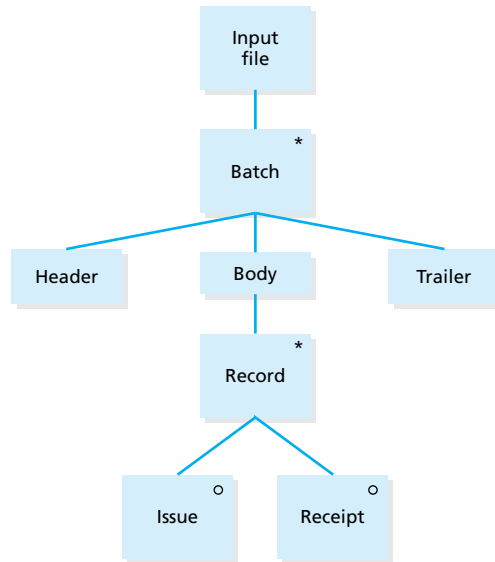 Input
file
*
Batch
Header
Body
Trailer
*
Record
Issue
Receipt